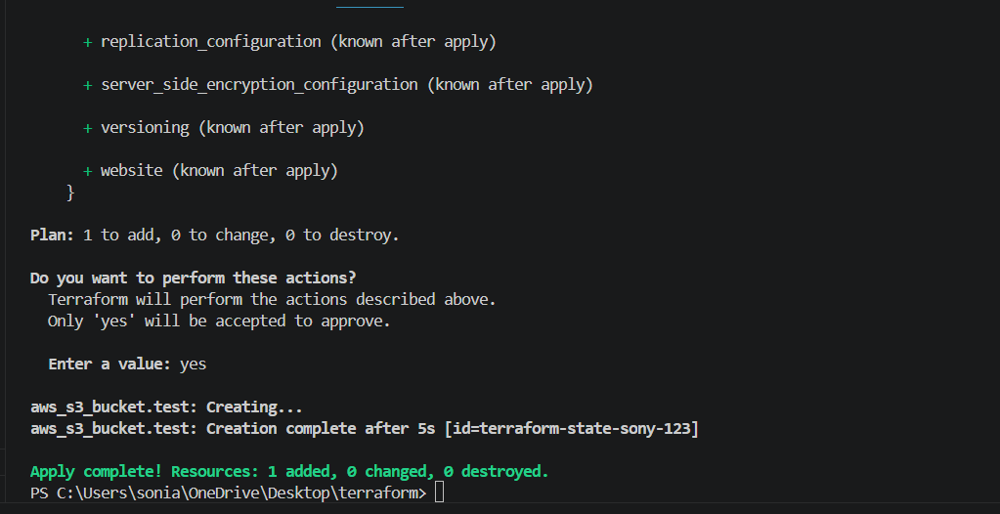 + replication_configuration (known after apply)
+ server_side_encryption_configuration (known after apply)
+ versioning (known after apply)
+ website (known after apply)
}
Plan: 1 to add, 0 to change, 0 to destroy.
Do you want to perform these actions?
Terraform will perform the actions described above.
Only 'yes' will be accepted to approve.
Enter a value: yes
aws_s3_bucket.test: Creating...
aws_s3_bucket.test: Creation complete after 5s [id=terraform-state-sony-123]
Apply complete! Resources: 1 added, 0 changed, 0 destroyed.
PS C:\Users\sonia\OneDrive\Desktop\terraform>